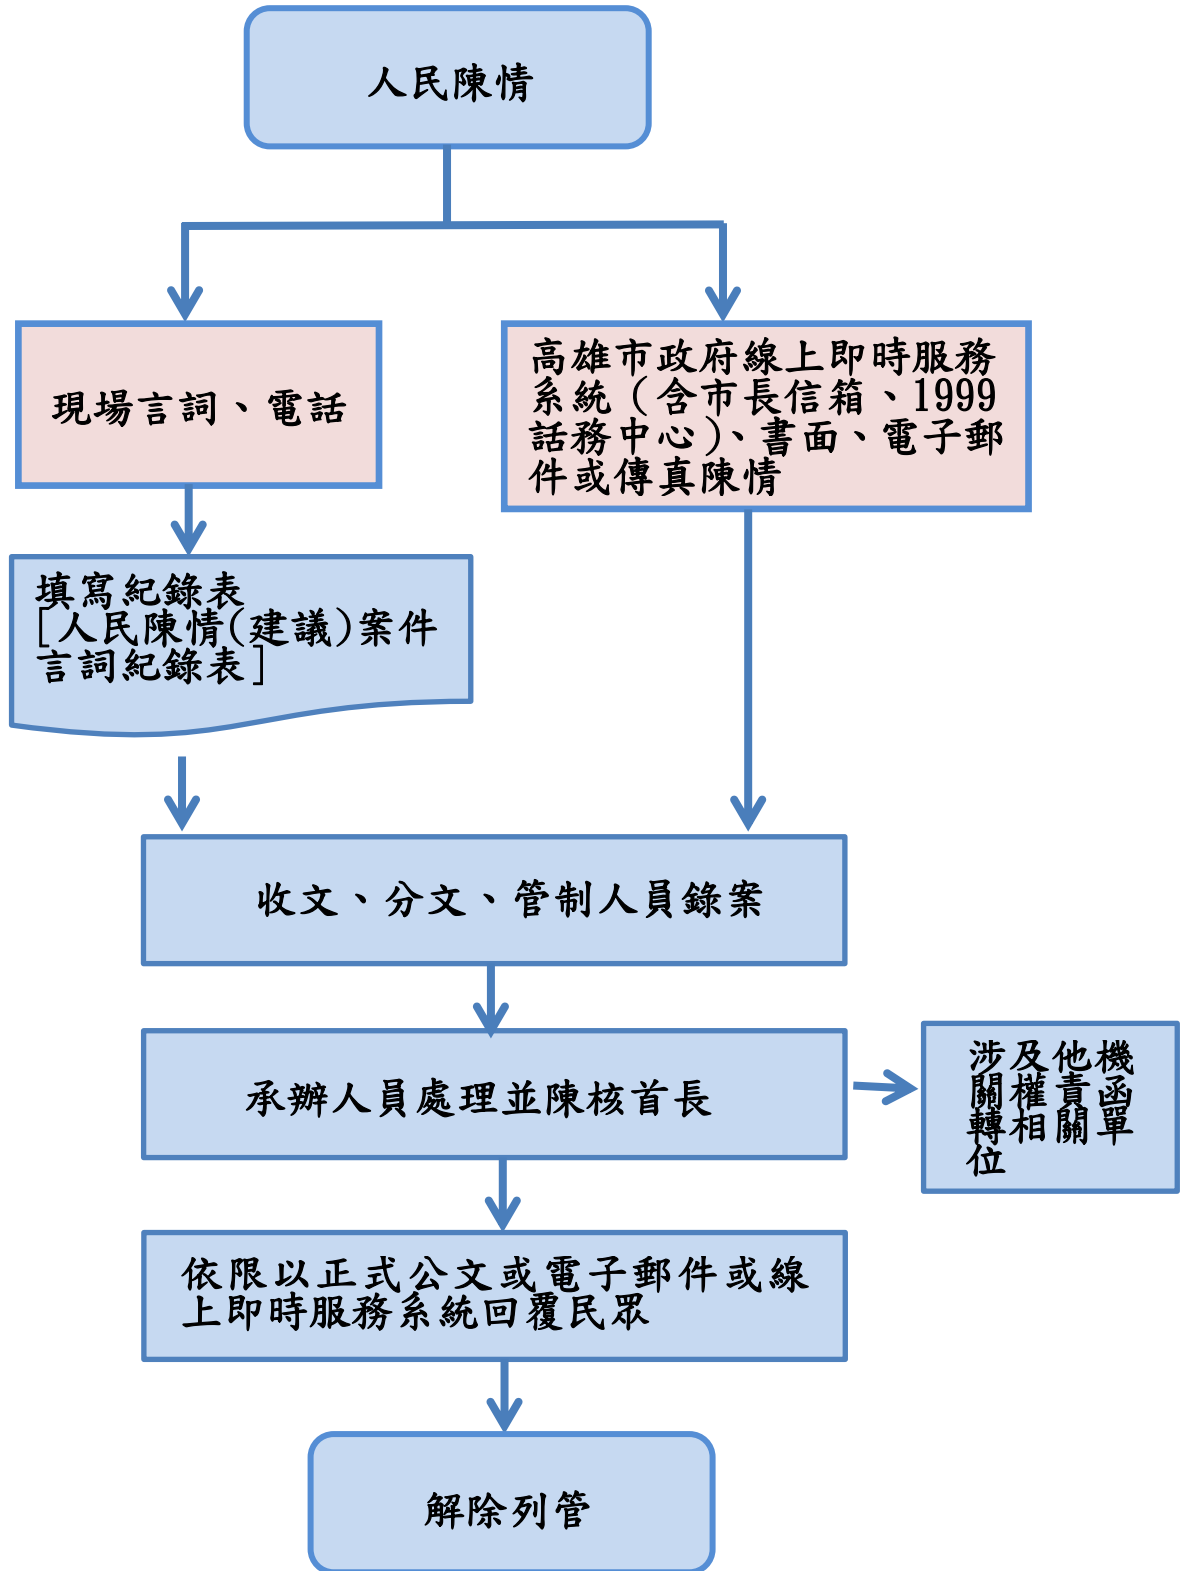 人民陳情
現場言詞、電話
高雄市政府線上即時服務
系統(含市長信箱、1999
話務中心)、書面、電子郵
件或傳真陳情
填寫紀錄表
[人民陳情(建議)案件
言詞紀錄表]
收文、分文、管制人員錄案
承辦人員處理並陳核首長
涉及他機
關權責函
轉相關單
位
依限以正式公文或電子郵件或線
上即時服務系統回覆民眾
解除列管